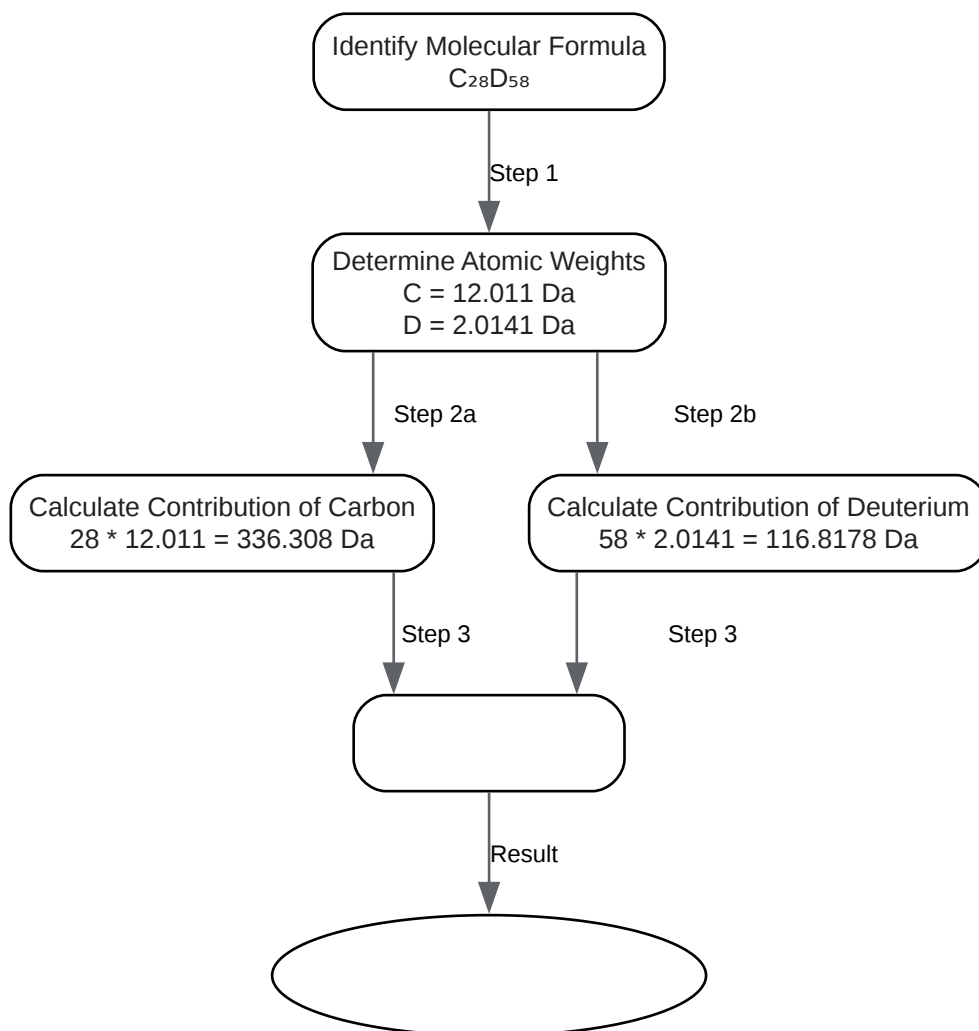 Identify Molecular Formula
C₂₈D₅₈
Step 1
Determine Atomic Weights
C = 12.011 Da
D = 2.0141 Da
Step 2a
Step 2b
Calculate Contribution of Carbon
28 * 12.011 = 336.308 Da
Calculate Contribution of Deuterium
58 * 2.0141 = 116.8178 Da
Step 3
Step 3
Result